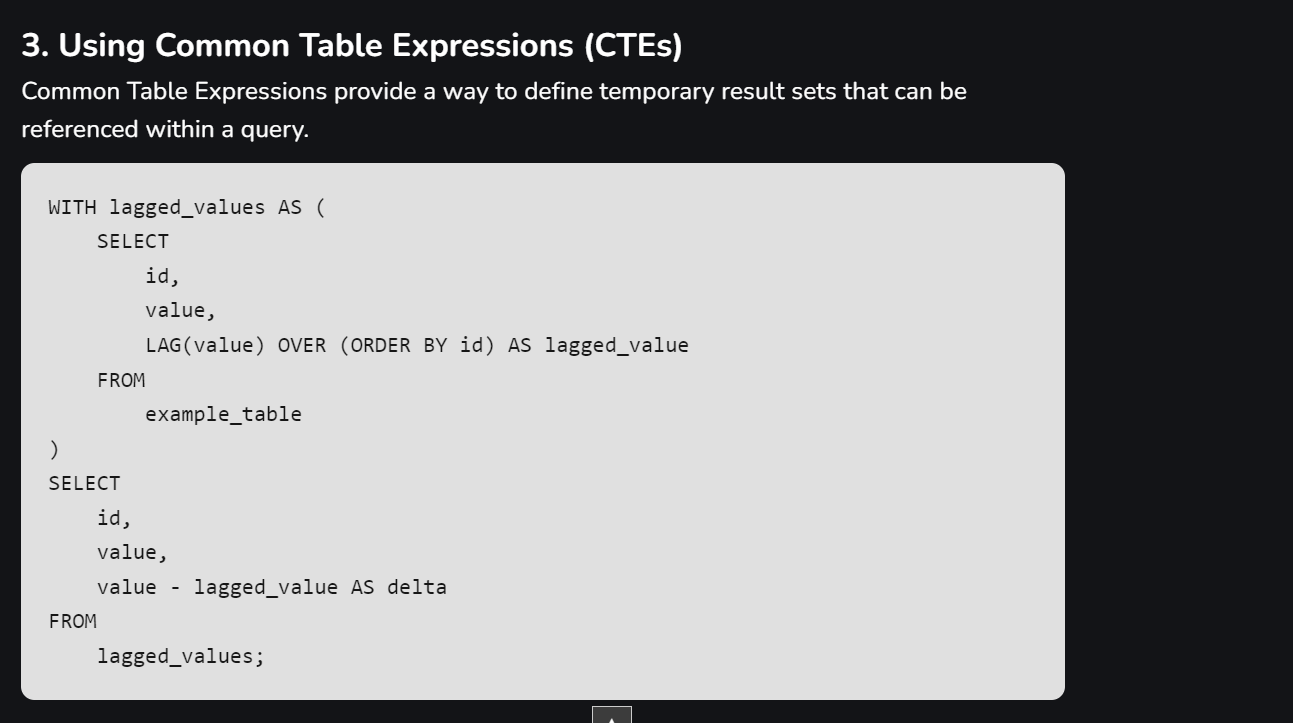 3. Using Common Table Expressions (CTEs)
Common Table Expressions provide a way to define temporary result sets that can be
referenced within a query.
WITH lagged_values AS (
    SELECT
        id,
        value,
        LAG(value) OVER (ORDER BY id) AS lagged_value
    FROM
        example_table
)
SELECT
    id,
    value,
    value - lagged_value AS delta
FROM
    lagged_values;